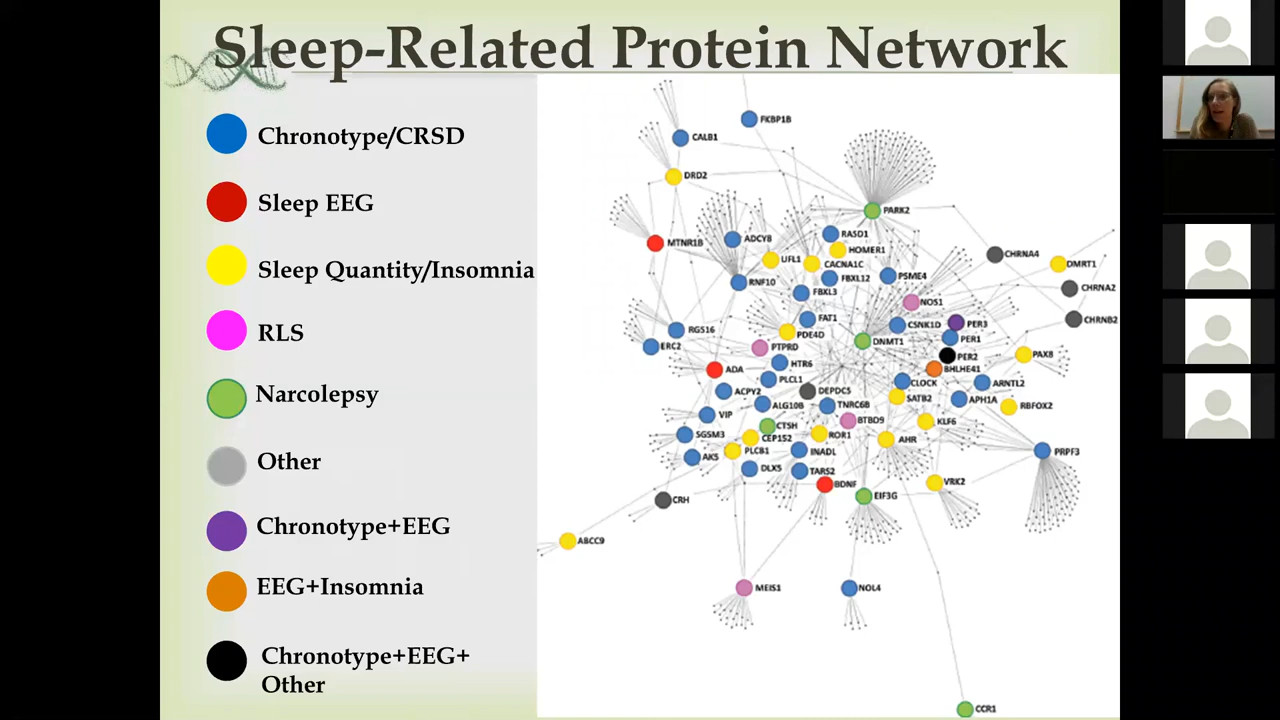 Sleep-Related Protein Network
Chronotype/CRSD
Sleep EEG
Sleep Quantity/Insomnia
RLS
Narcolepsy
Other
Chronotype+EEG
EEG+Insomnia
Chronotype+EEG+
Other
FKBP1B
CALB1
DRD2
PARK2
MTNR1B
ADCY8
RASD1
HOMER1
UFL1
CACNA1C
CHRNA4
DMRT1
RNF10
FBXL12
PSME4
CHRNA2
FBXL3
NOS1
FAT1
CSNK1D
PER3
CHRNB2
RGS16
PDE4D
DNMT1
PER1
ERC2
PTPRD
PER2
PAX8
ADA
HTR6
BHLHE41
PLCL1
CLOCK
ARNTL2
ACPY2
DEPDC5
SATB2
APH1A
RBFOX2
ALG10B
TNRC6B
VIP
BTBD9
KLF6
CTSH
SGSM3
CEP152
ROR1
AHR
PLCB1
INADL
PRPF3
AK5
DLX5
TARS2
BDNF
VRK2
CRH
EIF3G
ABCC9
MEIS1
NOL4
CCR1